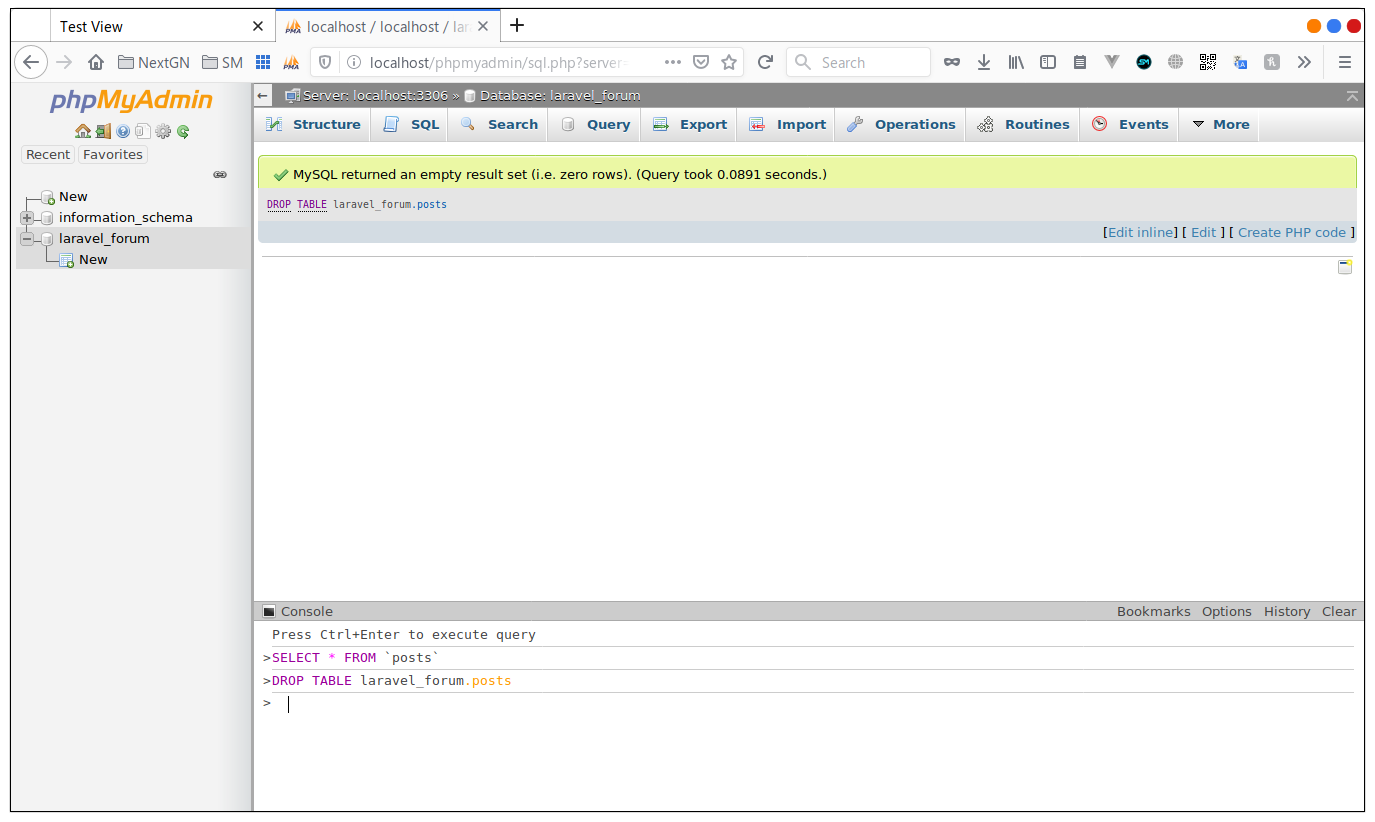 Test View
localhost / localhost / lar
NextGN SM localhost/phpmyadmin/sql.php?server= Search
phpMyAdmin
Recent Favorites
New
information_schema
laravel_forum
New
Server: localhost:3306 » Database: laravel_forum
Structure SQL Search Query Export Import Operations Routines Events More
MySQL returned an empty result set (i.e. zero rows). (Query took 0.0891 seconds.)
DROP TABLE laravel_forum.posts
[Edit inline] [ Edit ] [ Create PHP code ]
Console Bookmarks Options History Clear
Press Ctrl+Enter to execute query
>SELECT * FROM `posts`
>DROP TABLE laravel_forum.posts
>